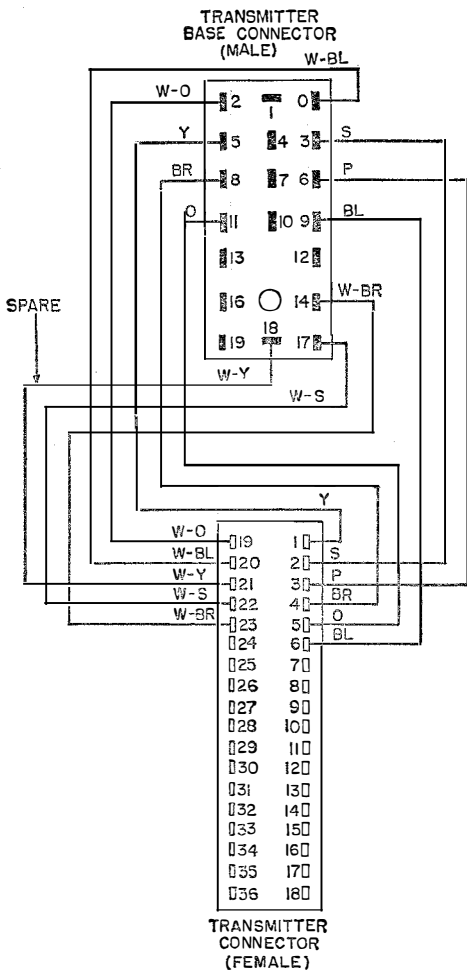 TRANSMITTER
BASE CONNECTOR
(MALE)
W-BL
W-O
2 1 0
Y
5 4 3
S
BR
8 7 6
P
O
11 10 9
BL
13 12
16 14
W-BR
SPARE
18
19 17
W-Y
W-S
Y
W-O
19 1
W-BL
20 2
S
W-Y
21 3
P
W-S
22 4
BR
W-BR
23 5
O
24 6
BL
25 7
26 8
27 9
28 10
29 11
30 12
31 13
32 14
33 15
34 16
35 17
36 18
TRANSMITTER
CONNECTOR
(FEMALE)